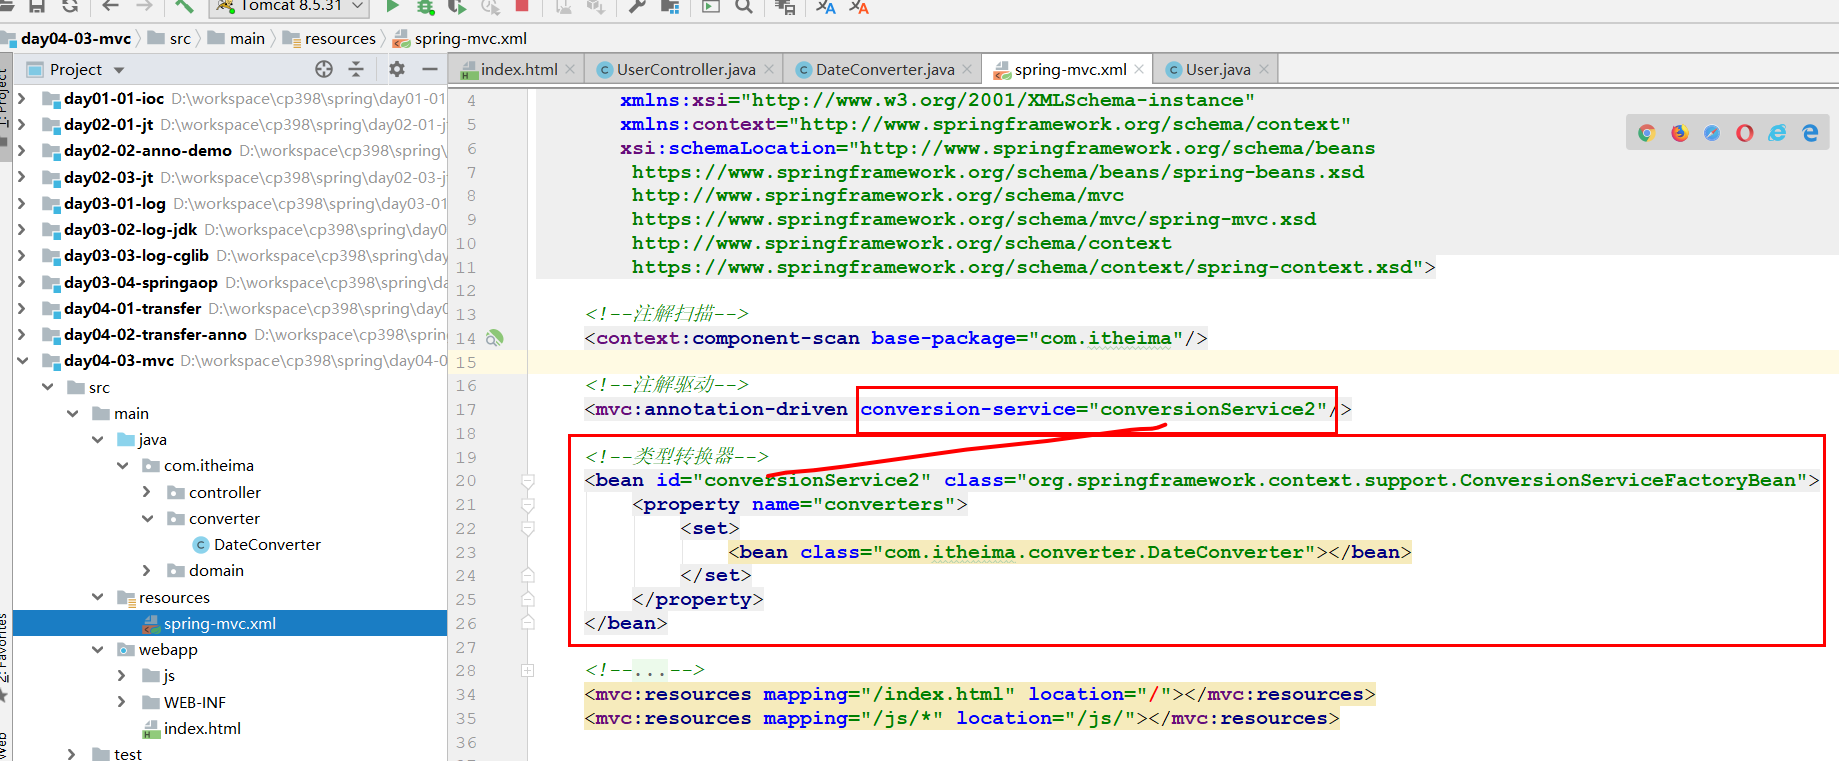 Tomcat 8.5.31
day04-03-mvc src main resources spring-mvc.xml
Project
index.html UserController.java DateConverter.java spring-mvc.xml User.java
1: Project
2: Favorites
Web
day01-01-ioc D:\workspace\cp398\spring\day01-01
day02-01-jt D:\workspace\cp398\spring\day02-01-j
day02-02-anno-demo D:\workspace\cp398\spring\
day02-03-jt D:\workspace\cp398\spring\day02-03-j
day03-01-log D:\workspace\cp398\spring\day03-01
day03-02-log-jdk D:\workspace\cp398\spring\day0
day03-03-log-cglib D:\workspace\cp398\spring\da
day03-04-springaop D:\workspace\cp398\spring\da
day04-01-transfer D:\workspace\cp398\spring\day0
day04-02-transfer-anno D:\workspace\cp398\sprin
day04-03-mvc D:\workspace\cp398\spring\day04-0
src
main
java
com.itheima
controller
converter
DateConverter
domain
resources
spring-mvc.xml
webapp
js
WEB-INF
index.html
test
4 xmlns:xsi="http://www.w3.org/2001/XMLSchema-instance"
5 xmlns:context="http://www.springframework.org/schema/context"
6 xsi:schemaLocation="http://www.springframework.org/schema/beans
7 https://www.springframework.org/schema/beans/spring-beans.xsd
8 http://www.springframework.org/schema/mvc
9 https://www.springframework.org/schema/mvc/spring-mvc.xsd
10 http://www.springframework.org/schema/context
11 https://www.springframework.org/schema/context/spring-context.xsd">
12
13 <!--注解扫描-->
14 <context:component-scan base-package="com.itheima"/>
15
16 <!--注解驱动-->
17 <mvc:annotation-driven conversion-service="conversionService2"/>
18
19 <!--类型转换器-->
20 <bean id="conversionService2" class="org.springframework.context.support.ConversionServiceFactoryBean">
21 <property name="converters">
22 <set>
23 <bean class="com.itheima.converter.DateConverter"></bean>
24 </set>
25 </property>
26 </bean>
27
28 <!--...-->
34 <mvc:resources mapping="/index.html" location="/"></mvc:resources>
35 <mvc:resources mapping="/js/*" location="/js/"></mvc:resources>
36